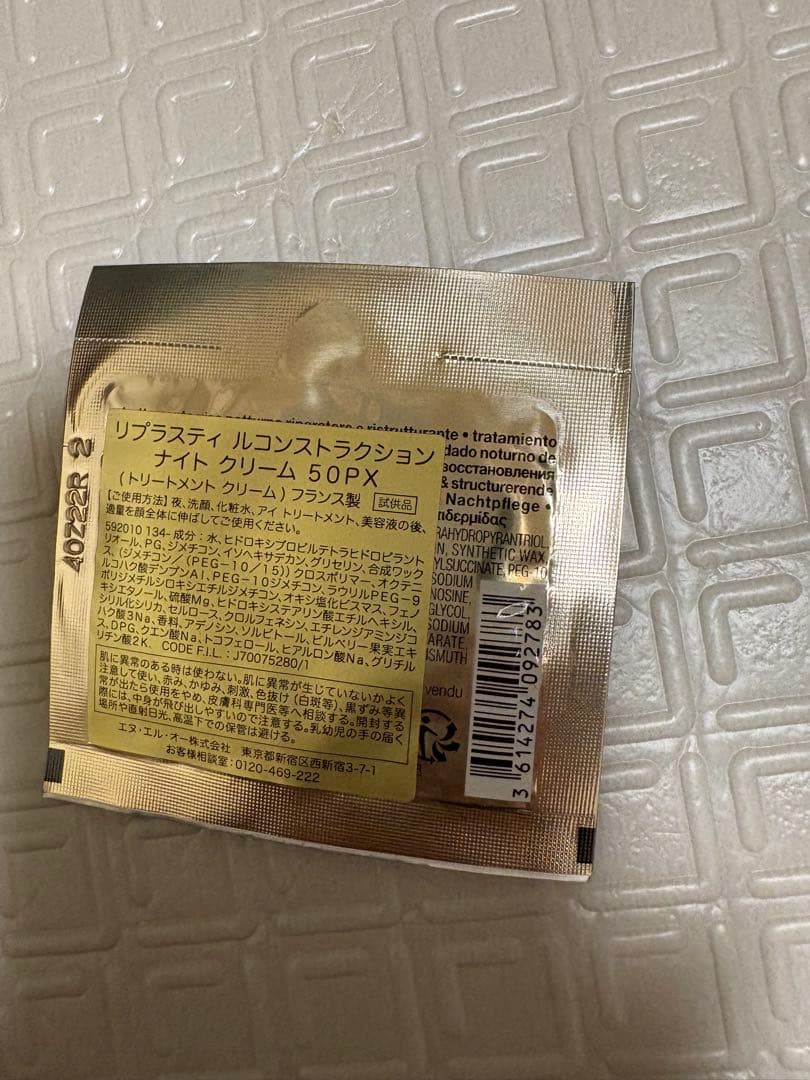 notturno riparatore e ristrutturante • tratamiento
dado noturno de
восстановления
& structurerende
Nachtpflege •
πιδερμίδας
リプラスティ ルコンストラクション
ナイト クリーム 50PX
(トリートメント クリーム) フランス製 試供品
【ご使用方法】夜、洗顔、化粧水、アイ トリートメント、美容液の後、
適量を顔全体に伸ばしてご使用ください。
592010 134- 成分：水、ヒドロキシプロピルテトラヒドロピラント
リオール、PG、ジメチコン、イソヘキサデカン、グリセリン、合成ワック
ス、(ジメチコン/(PEG-10/15)) クロスポリマー、オクテニ
ルコハク酸デンプンAl、PEG-10ジメチコン、ラウリルPEG-9
ポリジメチルシロキシエチルジメチコン、オキシ塩化ビスマス、フェノ
キシエタノール、硫酸Mg、ヒドロキシステアリン酸エチルヘキシル、
シリル化シリカ、セルロース、クロルフェネシン、エチレンジアミンジコ
ハク酸3Na、香料、アデノシン、ソルビトール、ビルベリー果実エキ
ス、DPG、クエン酸Na、トコフェロール、ヒアルロン酸Na、グリチル
リチン酸2K. CODE F.I.L. : J70075280/1
肌に異常のある時は使わない。肌に異常が生じていないかよく
注意して使い、赤み、かゆみ、刺激、色抜け(白斑等)、黒ずみ等異
常が出たら使用をやめ、皮膚科専門医等へ相談する。開封する
際には、中身が飛び出しやすいので注意する。乳幼児の手の届く
場所や直射日光、高温下での保管は避ける。
エヌ・エル・オー株式会社 東京都新宿区西新宿3-7-1
お客様相談室：0120-469-222
RAHYDROPYRANTRIOL,
IN, SYNTHETIC WAX,
YLSUCCINATE, PEG-10
SODIUM
NOSINE,
GLYCOL,
SODIUM
ARATE,
ISMUTH
vendu
3 614274 092783
40Z22R 2